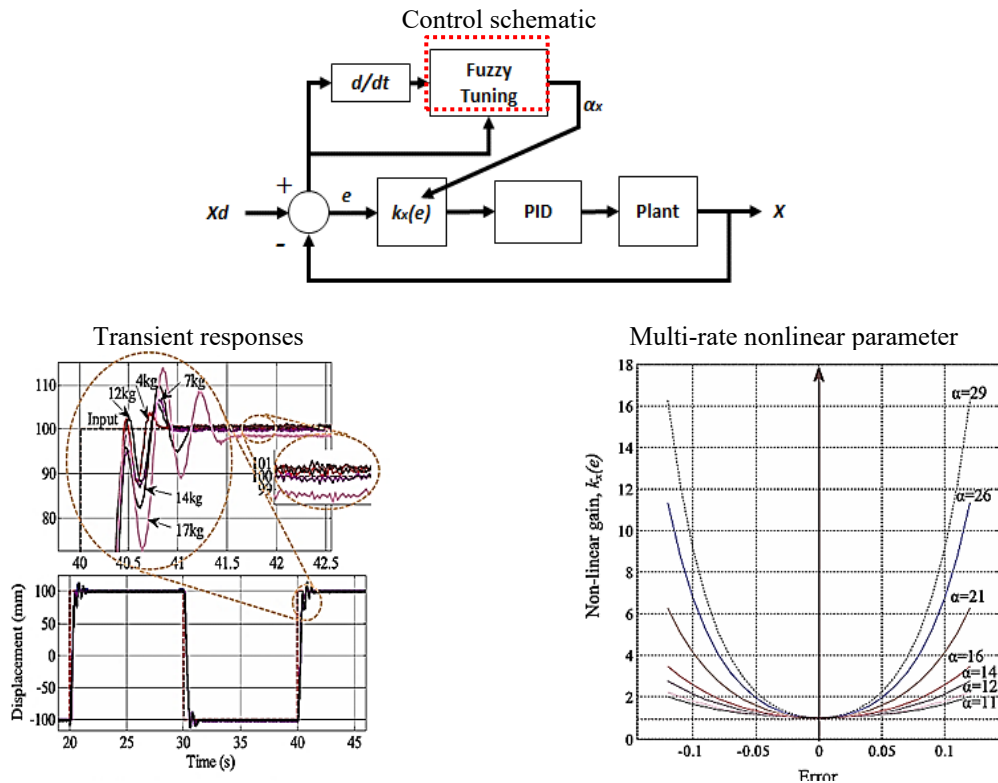 Control schematic
d/dt
Fuzzy
Tuning
αx
+
e
Xd
kx(e)
PID
Plant
X
-
Transient responses
110
100
90
80
12kg
4kg
7kg
Input
14kg
17kg
101
100
99
40
40.5
41
41.5
42
42.5
Displacement (mm)
100
50
0
-50
-100
20
25
30
35
40
45
Time (s)
Multi-rate nonlinear parameter
Non-linear gain, kx(e)
18
16
14
12
10
8
6
4
2
0
α=29
α=26
α=21
α=16
α=14
α=12
α=11
-0.1
-0.05
0
0.05
0.1
Error